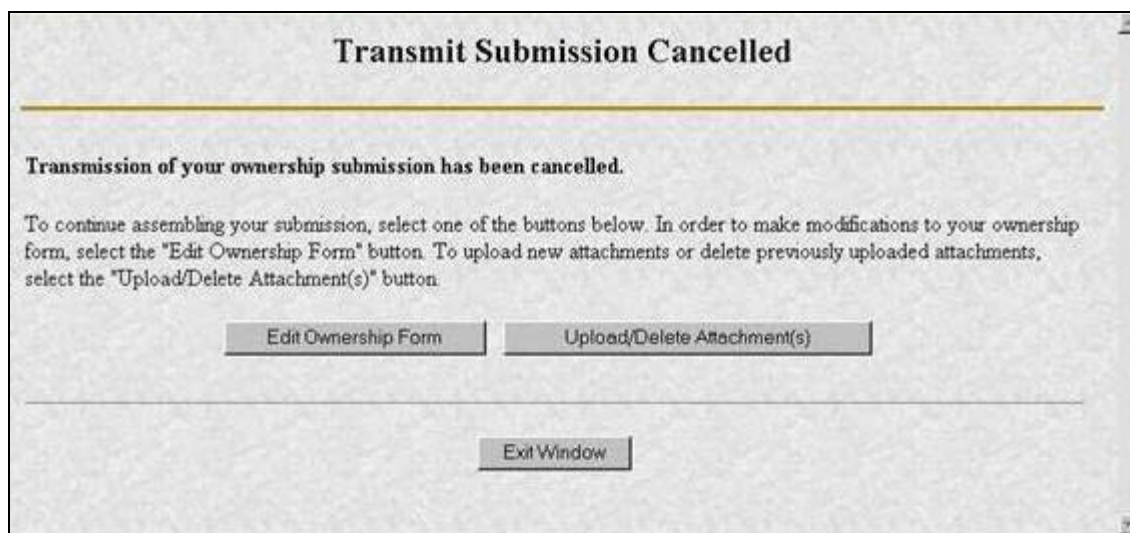 Transmit Submission Cancelled
Transmission of your ownership submission has been cancelled.
To continue assembling your submission, select one of the buttons below. In order to make modifications to your ownership
form, select the "Edit Ownership Form" button. To upload new attachments or delete previously uploaded attachments,
select the "Upload/Delete Attachment(s)" button.
Edit Ownership Form Upload/Delete Attachment(s)
Exit Window